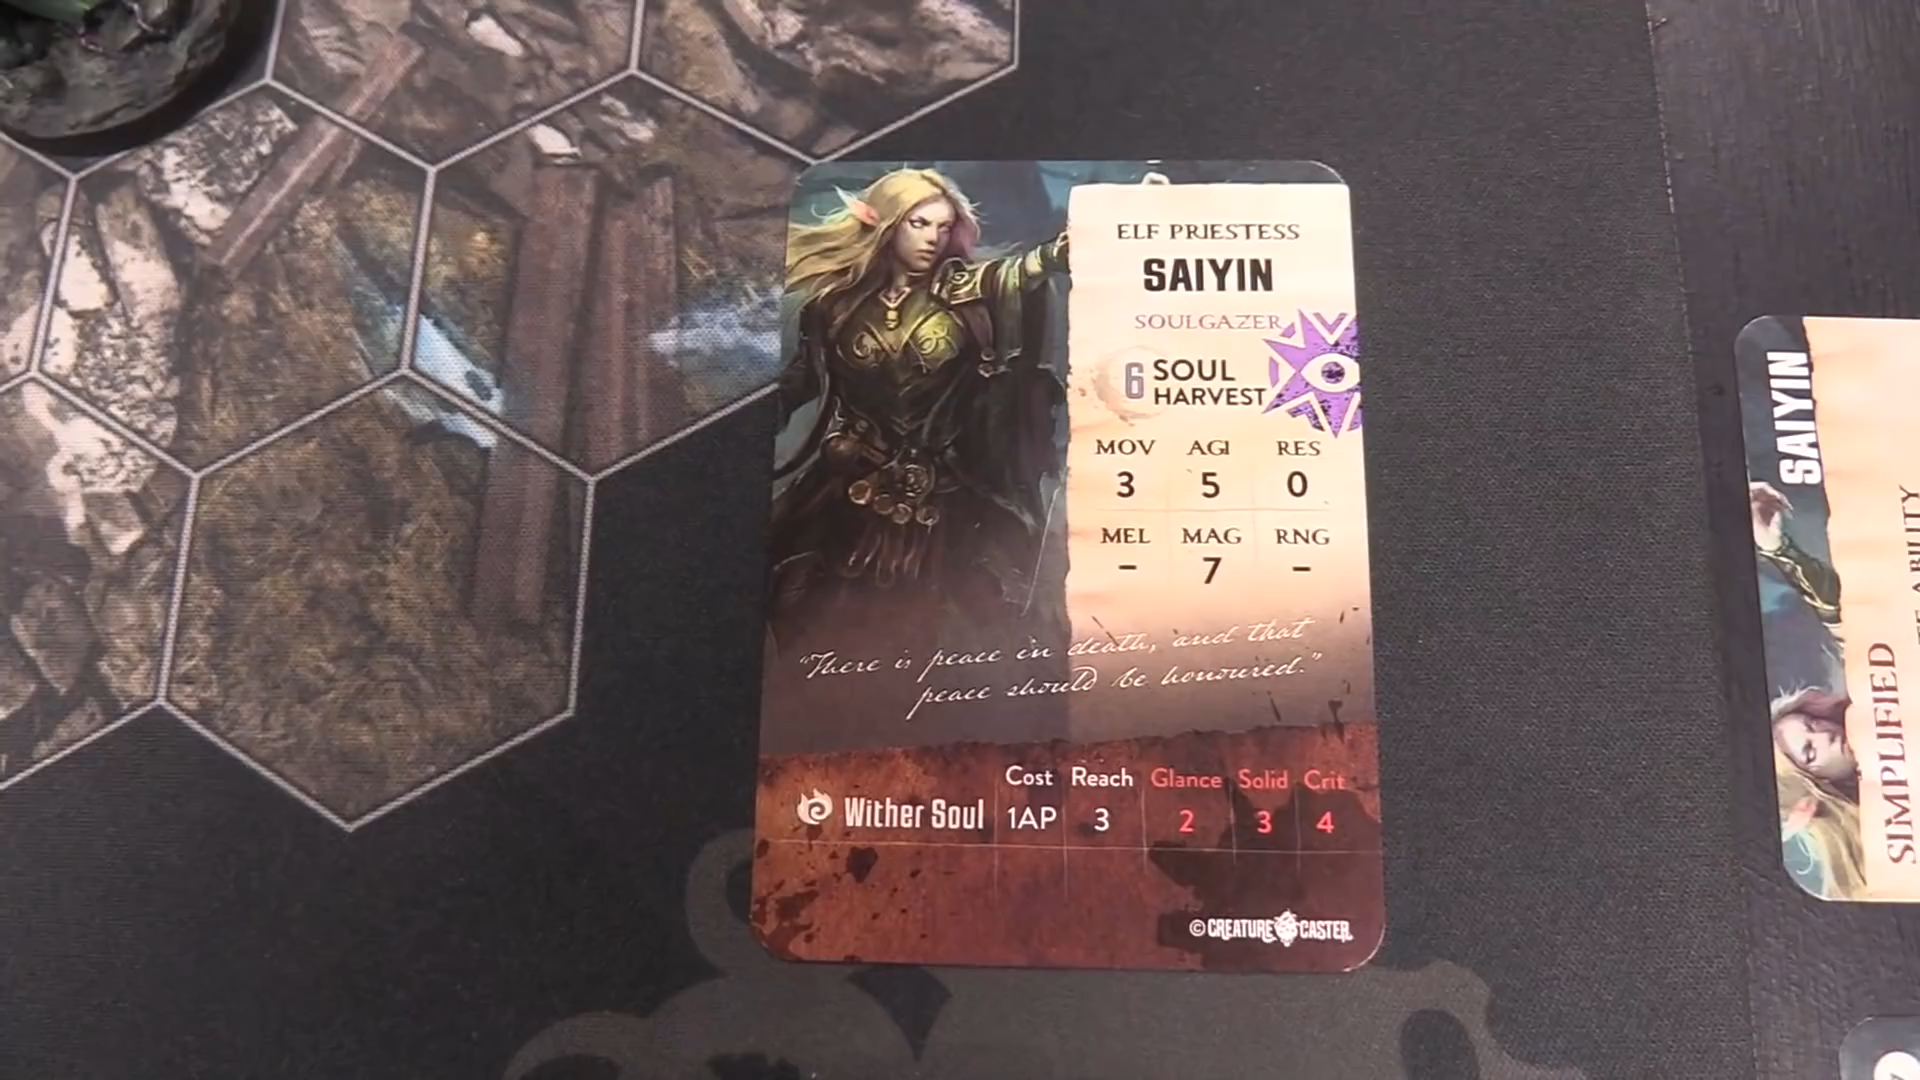 ELF PRIESTESS
SAIYIN
SOULGAZER
6 SOUL
HARVEST
MOV AGI RES
3 5 0
MEL MAG RNG
- 7 -
"There is peace in death, and that
peace should be honoured."
Cost Reach Glance Solid Crit
Wither Soul 1AP 3 2 3 4
© CREATURE CASTER
SAIYIN
SIMPLIFIED
ABILITY